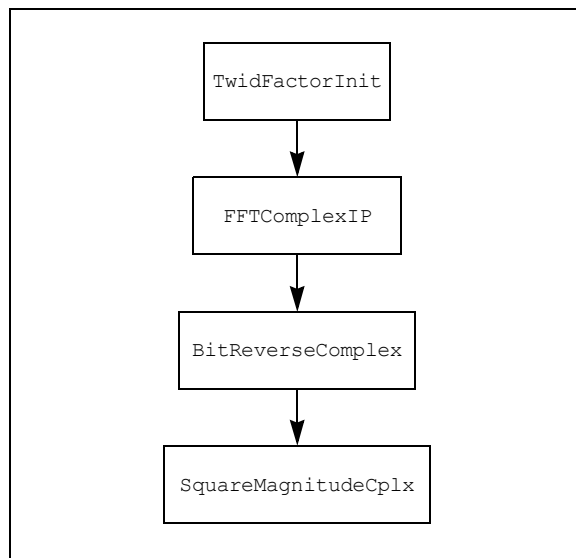 TwidFactorInit
FFTComplexIP
BitReverseComplex
SquareMagnitudeCplx